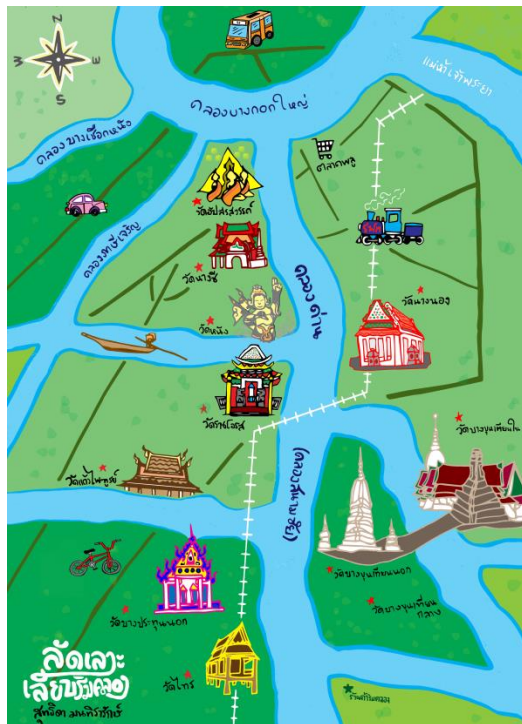 N
W
E
S
แม่น้ำเจ้าพระยา
คลองบางกอกใหญ่
คลองบางเชือกหนัง
ตลาดพลู
วัดอัปสรสวรรค์
คลองภาษีเจริญ
วัดนางชี
คลองด่าน
วัดนางนอง
วัดหนัง
วัดราชโอรส
วัดบางขุนเทียนใน
(คลองสนามชัย)
วัดแก้วไพฑูรย์
วัดบางขุนเทียนนอก
วัดบางขุนเทียน
กลาง
วัดบางประทุนนอก
วัดไทร
ลัดเลาะ
เลียบริมคลอง